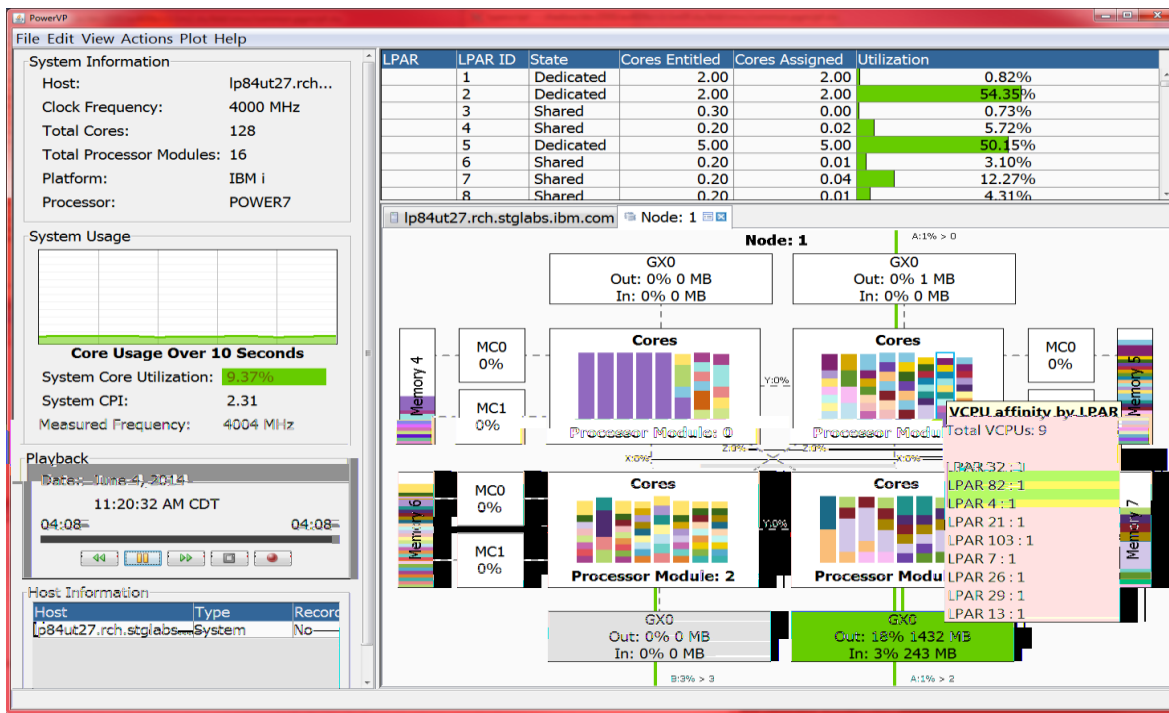 PowerVP
File Edit View Actions Plot Help
System Information
Host: lp84ut27.rch...
Clock Frequency: 4000 MHz
Total Cores: 128
Total Processor Modules: 16
Platform: IBM i
Processor: POWER7
System Usage
Core Usage Over 10 Seconds
System Core Utilization: 9.37%
System CPI: 2.31
Measured Frequency: 4004 MHz
Playback
Date: June 4, 2014
11:20:32 AM CDT
04:08 04:08
Host Information
Host Type Record
lp84ut27.rch.stglabs System No
LPAR LPAR ID State Cores Entitled Cores Assigned Utilization
1 Dedicated 2.00 2.00 0.82%
2 Dedicated 2.00 2.00 54.35%
3 Shared 0.30 0.00 0.73%
4 Shared 0.20 0.02 5.72%
5 Dedicated 5.00 5.00 50.15%
6 Shared 0.20 0.01 3.10%
7 Shared 0.20 0.04 12.27%
8 Shared 0.20 0.01 4.31%
lp84ut27.rch.stglabs.ibm.com Node: 1
Node: 1
A:1% > 0
GX0
Out: 0% 0 MB
In: 0% 0 MB
GX0
Out: 0% 1 MB
In: 0% 0 MB
Memory 4
MC0
0%
MC1
0%
Cores
Processor Module: 0
Y:0%
Cores
Processor Modu
MC0
0%
Memory 5
X:0%
Z:0%
Z:0%
X:0%
VCPU affinity by LPAR
Total VCPUs: 9
LPAR 32 : 1
LPAR 82 : 1
LPAR 4 : 1
LPAR 21 : 1
LPAR 103 : 1
LPAR 7 : 1
LPAR 26 : 1
LPAR 29 : 1
LPAR 13 : 1
Memory 6
MC0
0%
MC1
0%
Cores
Processor Module: 2
Y:0%
Cores
Processor Modu
Memory 7
GX0
Out: 0% 0 MB
In: 0% 0 MB
GX0
Out: 18% 1432 MB
In: 3% 243 MB
B:3% > 3
A:1% > 2